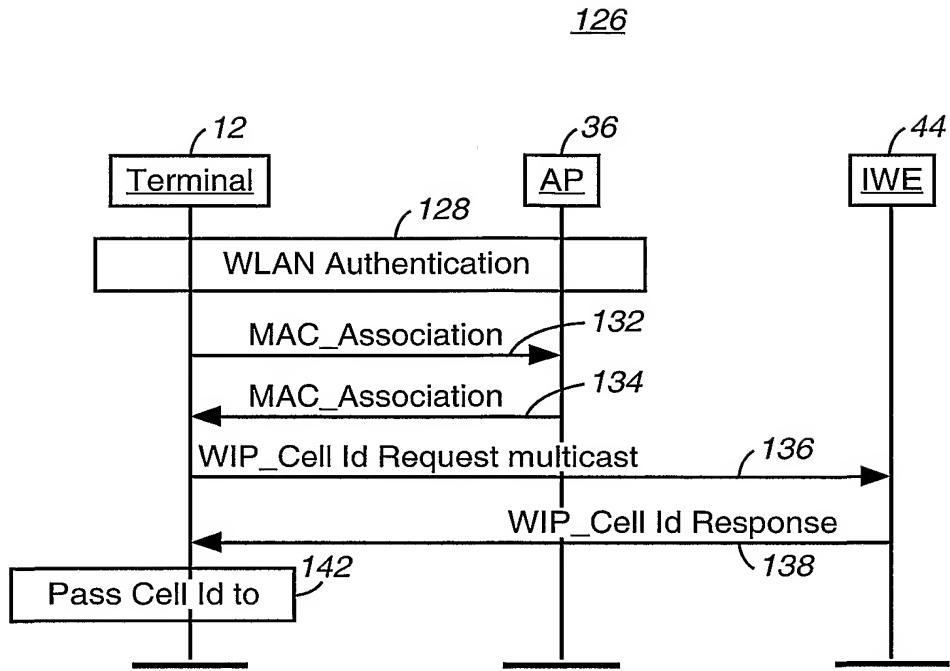 126
12
36
44
Terminal
AP
IWE
128
WLAN Authentication
MAC_Association
132
MAC_Association
134
WIP_Cell Id Request multicast
136
WIP_Cell Id Response
138
Pass Cell Id to
142